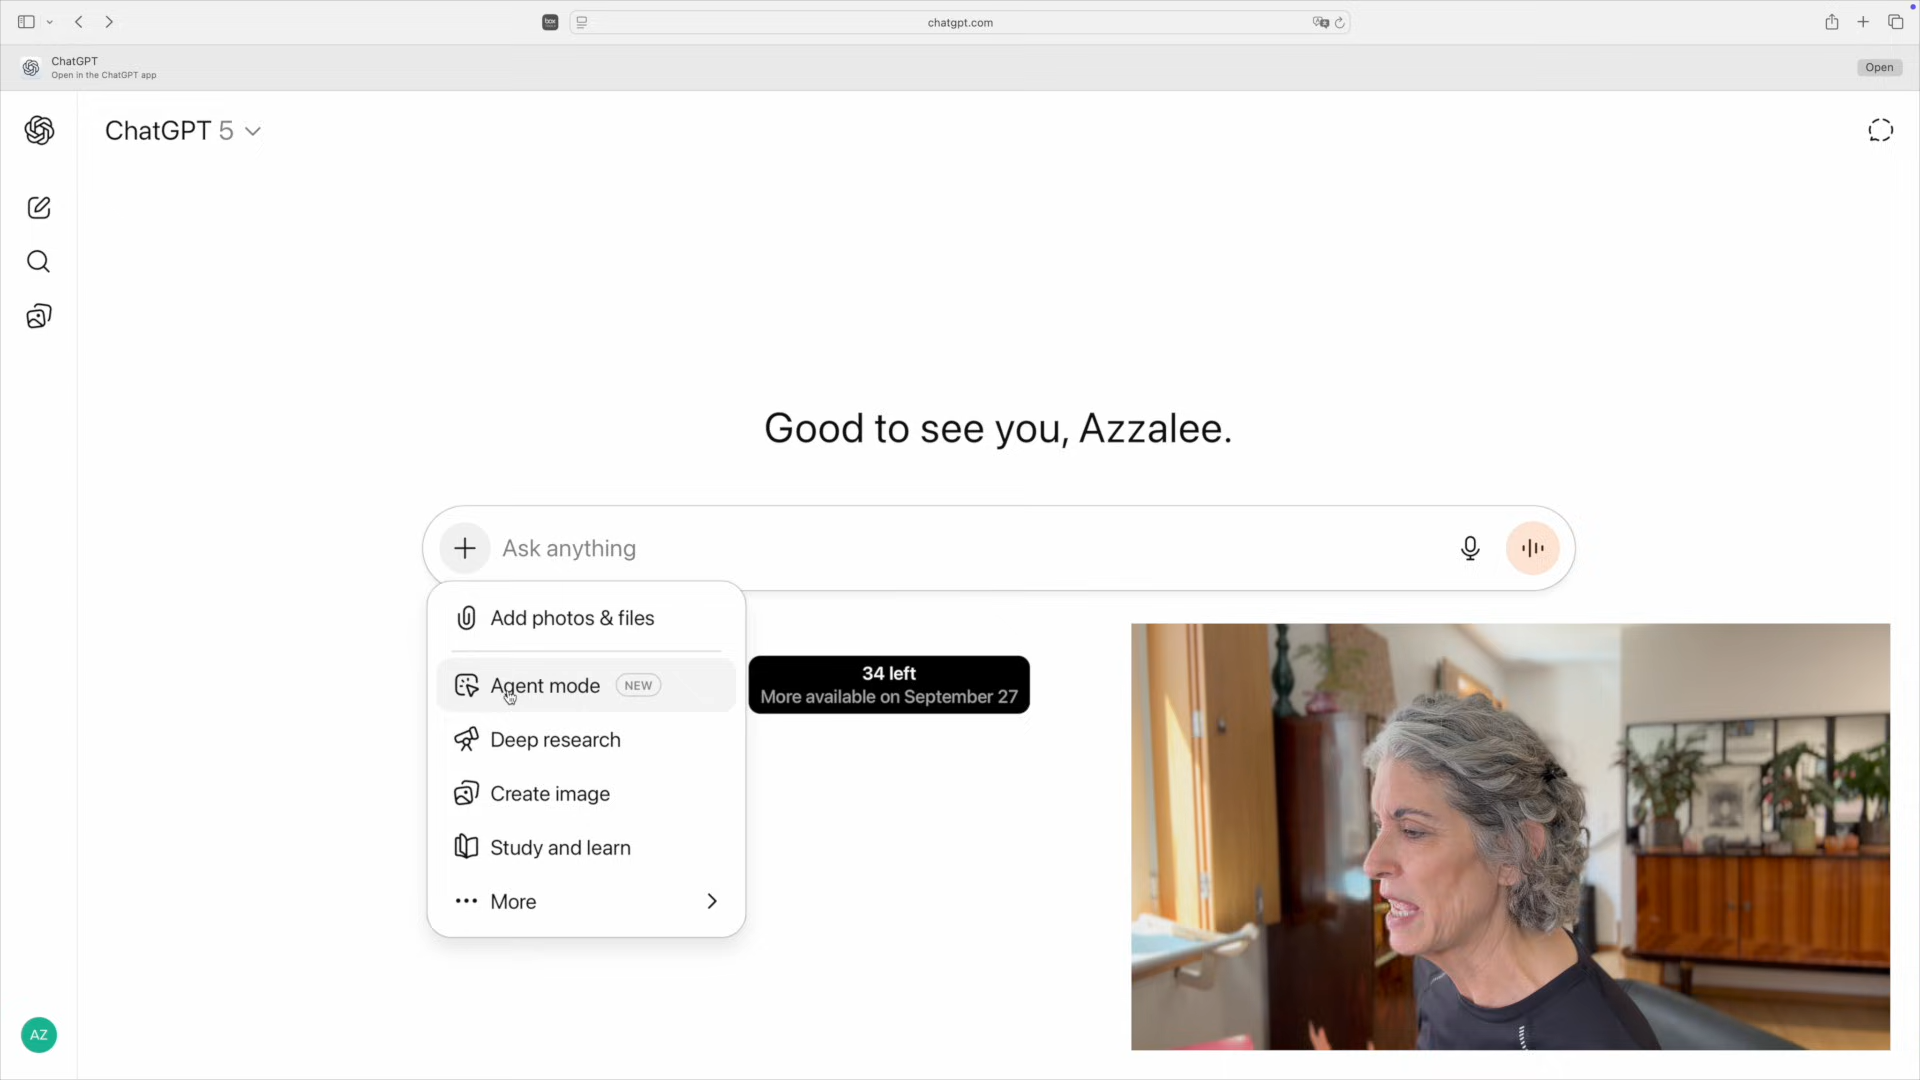 chatgpt.com
ChatGPT
Open in the ChatGPT app
Open
ChatGPT 5
Good to see you, Azzalee.
Ask anything
Add photos & files
Agent mode NEW
34 left
More available on September 27
Deep research
Create image
Study and learn
More
AZ